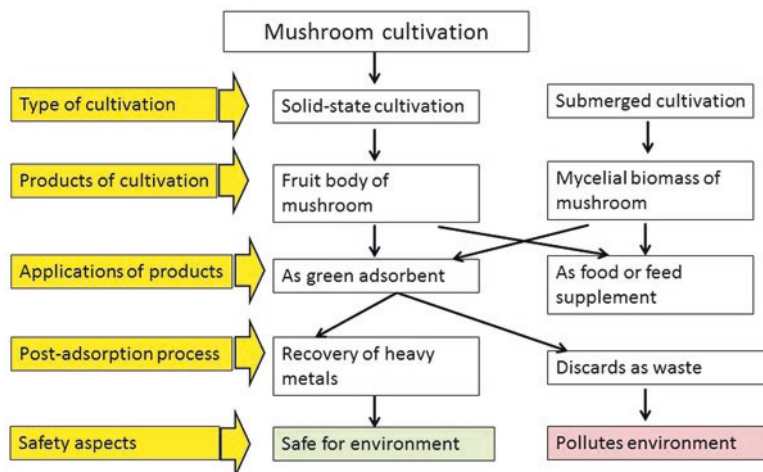 Mushroom cultivation
Type of cultivation
Solid-state cultivation
Submerged cultivation
Products of cultivation
Fruit body of
mushroom
Mycelial biomass of
mushroom
Applications of products
As green adsorbent
As food or feed
supplement
Post-adsorption process
Recovery of heavy
metals
Discards as waste
Safety aspects
Safe for environment
Pollutes environment